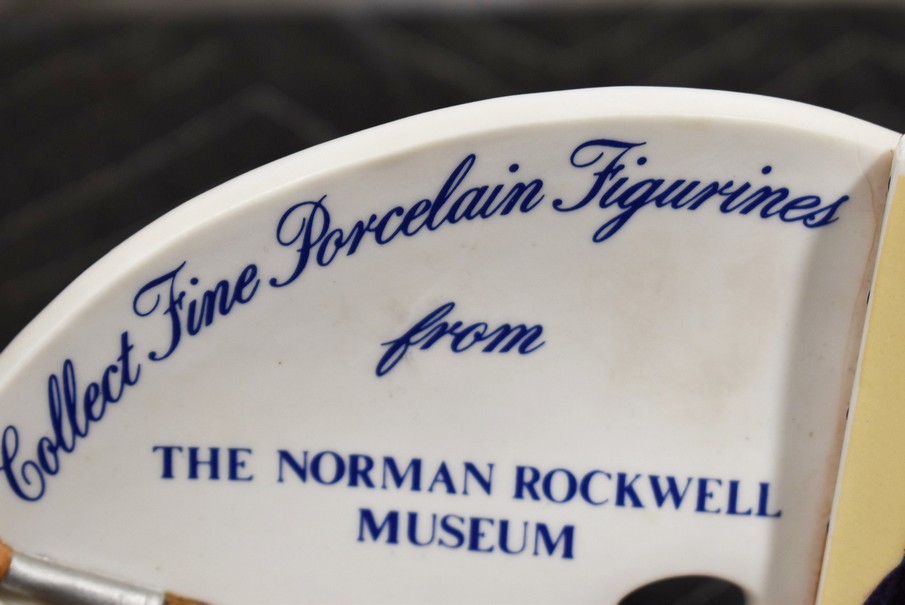 Collect Fine Porcelain Figurines
from
THE NORMAN ROCKWELL
MUSEUM